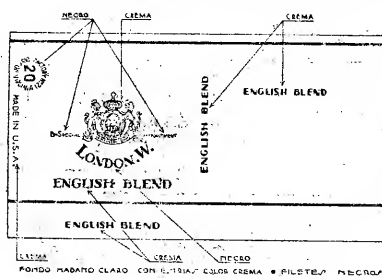 NEGRO CREMA CREMA
20
MADE IN U.S.A.
ENGLISH BLEND
ENGLISH BLEND
LONDON.W.
ENGLISH BLEND
ENGLISH BLEND
CREMA CREMA NEGRO
FONDO HABANO CLARO CON ESTRIAS COLOR CREMA • FILETES NEGROS